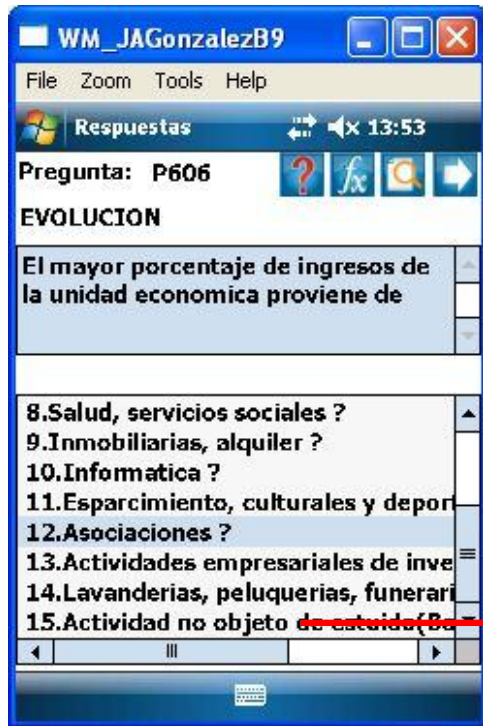 WM_JAGonzalezB9
File Zoom Tools Help
Respuestas 13:53
Pregunta: P606
EVOLUCION
El mayor porcentaje de ingresos de
la unidad economica proviene de
8.Salud, servicios sociales ?
9.Inmobiliarias, alquiler ?
10.Informatica ?
11.Esparcimiento, culturales y deport
12.Asociaciones ?
13.Actividades empresariales de inve
14.Lavanderias, peluquerias, funerari
15.Actividad no objeto de estuido(Ba